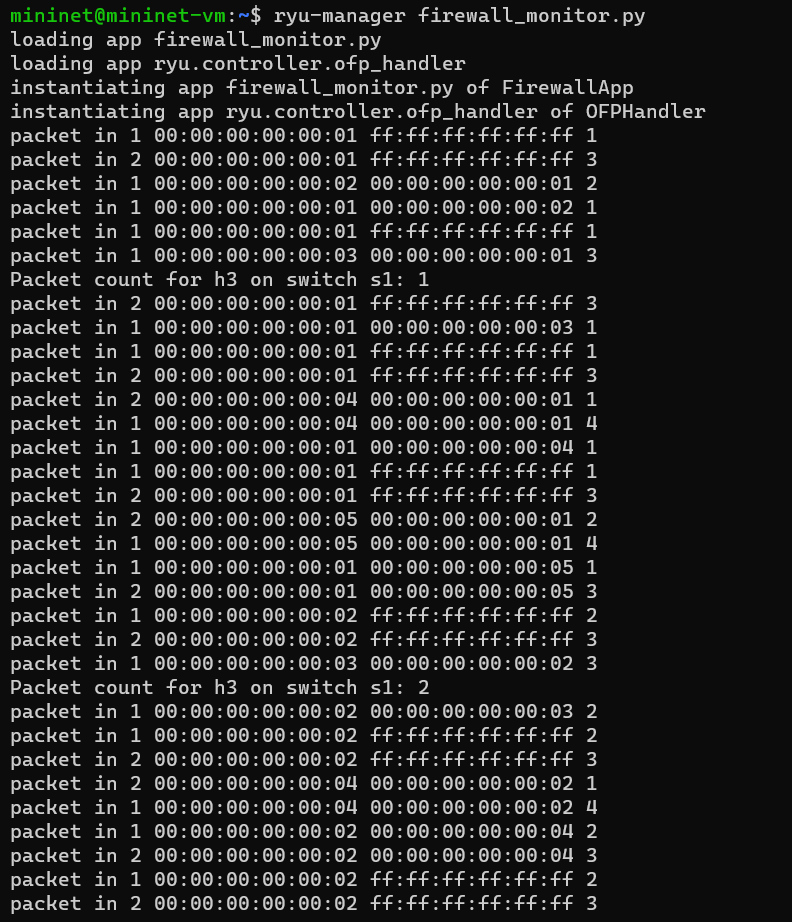 mininet@mininet-vm:~$ ryu-manager firewall_monitor.py
loading app firewall_monitor.py
loading app ryu.controller.ofp_handler
instantiating app firewall_monitor.py of FirewallApp
instantiating app ryu.controller.ofp_handler of OFPHandler
packet in 1 00:00:00:00:00:01 ff:ff:ff:ff:ff:ff 1
packet in 2 00:00:00:00:00:01 ff:ff:ff:ff:ff:ff 3
packet in 1 00:00:00:00:00:02 00:00:00:00:00:01 2
packet in 1 00:00:00:00:00:01 00:00:00:00:00:02 1
packet in 1 00:00:00:00:00:01 ff:ff:ff:ff:ff:ff 1
packet in 1 00:00:00:00:00:03 00:00:00:00:00:01 3
Packet count for h3 on switch s1: 1
packet in 2 00:00:00:00:00:01 ff:ff:ff:ff:ff:ff 3
packet in 1 00:00:00:00:00:01 00:00:00:00:00:03 1
packet in 1 00:00:00:00:00:01 ff:ff:ff:ff:ff:ff 1
packet in 2 00:00:00:00:00:01 ff:ff:ff:ff:ff:ff 3
packet in 2 00:00:00:00:00:04 00:00:00:00:00:01 1
packet in 1 00:00:00:00:00:04 00:00:00:00:00:01 4
packet in 1 00:00:00:00:00:01 00:00:00:00:00:04 1
packet in 1 00:00:00:00:00:01 ff:ff:ff:ff:ff:ff 1
packet in 2 00:00:00:00:00:01 ff:ff:ff:ff:ff:ff 3
packet in 2 00:00:00:00:00:05 00:00:00:00:00:01 2
packet in 1 00:00:00:00:00:05 00:00:00:00:00:01 4
packet in 1 00:00:00:00:00:01 00:00:00:00:00:05 1
packet in 2 00:00:00:00:00:01 00:00:00:00:00:05 3
packet in 1 00:00:00:00:00:02 ff:ff:ff:ff:ff:ff 2
packet in 2 00:00:00:00:00:02 ff:ff:ff:ff:ff:ff 3
packet in 1 00:00:00:00:00:03 00:00:00:00:00:02 3
Packet count for h3 on switch s1: 2
packet in 1 00:00:00:00:00:02 00:00:00:00:00:03 2
packet in 1 00:00:00:00:00:02 ff:ff:ff:ff:ff:ff 2
packet in 2 00:00:00:00:00:02 ff:ff:ff:ff:ff:ff 3
packet in 2 00:00:00:00:00:04 00:00:00:00:00:02 1
packet in 1 00:00:00:00:00:04 00:00:00:00:00:02 4
packet in 1 00:00:00:00:00:02 00:00:00:00:00:04 2
packet in 2 00:00:00:00:00:02 00:00:00:00:00:04 3
packet in 1 00:00:00:00:00:02 ff:ff:ff:ff:ff:ff 2
packet in 2 00:00:00:00:00:02 ff:ff:ff:ff:ff:ff 3